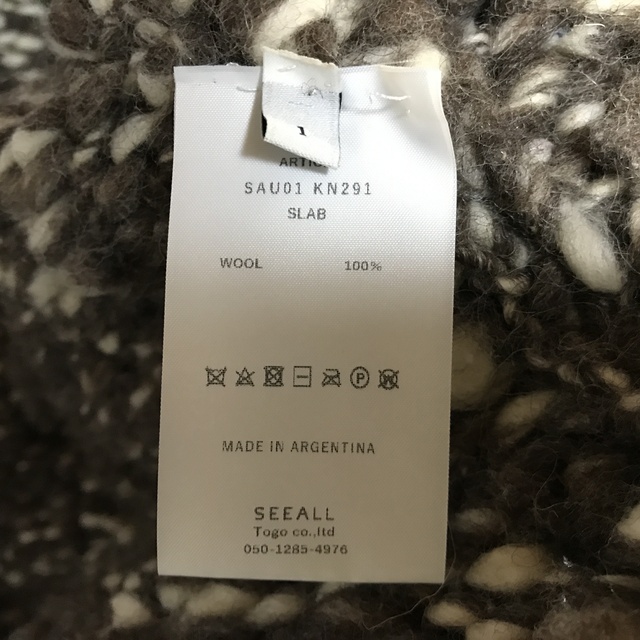 1
SAU01 KN291
SLAB
WOOL 100%
P
W
MADE IN ARGENTINA
SEEALL
Togo co.,ltd
050-1285-4976